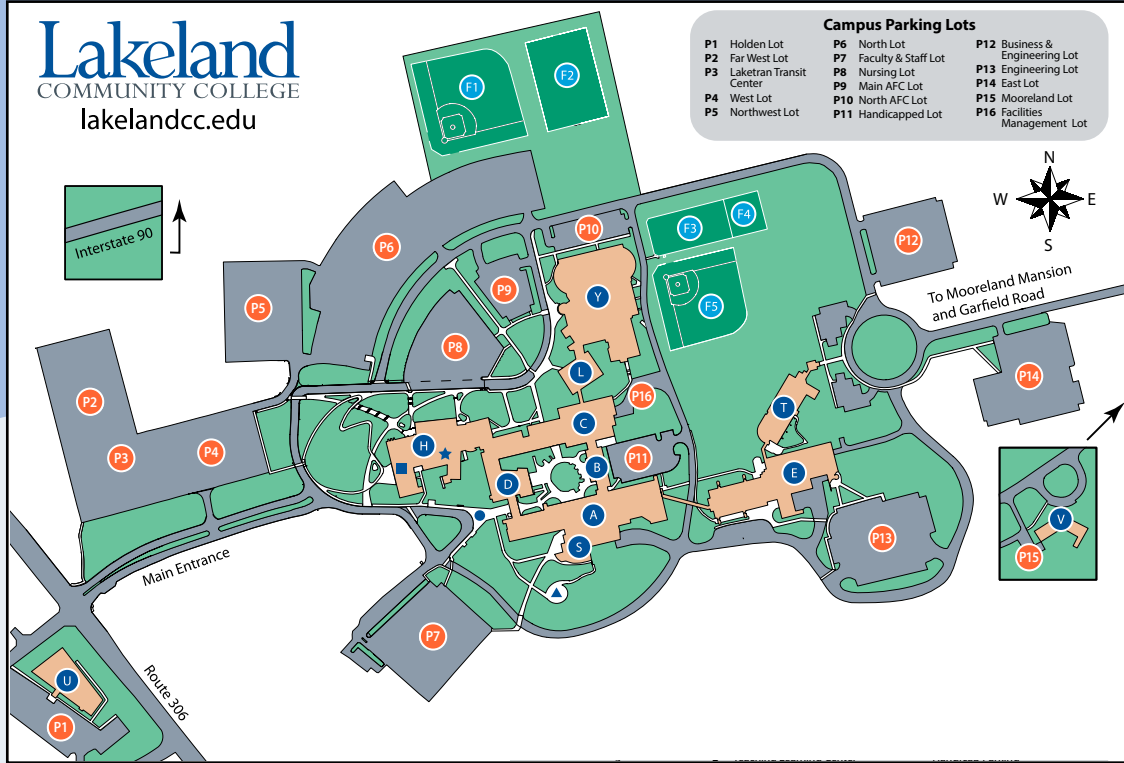 Lakeland
COMMUNITY COLLEGE
lakelandcc.edu
Campus Parking Lots
P1 Holden Lot
P2 Far West Lot
P3 Laketran Transit
Center
P4 West Lot
P5 Northwest Lot
P6 North Lot
P7 Faculty & Staff Lot
P8 Nursing Lot
P9 Main AFC Lot
P10 North AFC Lot
P11 Handicapped Lot
P12 Business &
Engineering Lot
P13 Engineering Lot
P14 East Lot
P15 Mooreland Lot
P16 Facilities
Management Lot
F1
F2
N
W E
S
Interstate 90
F3
F4
P10
P12
P6
P9
Y
F5
P5
To Mooreland Mansion
and Garfield Road
P8
L
P14
P2
P16
T
C
H
P3
P4
P11
B
E
D
A
V
P13
S
P15
Main Entrance
P7
U
Route 306
P1